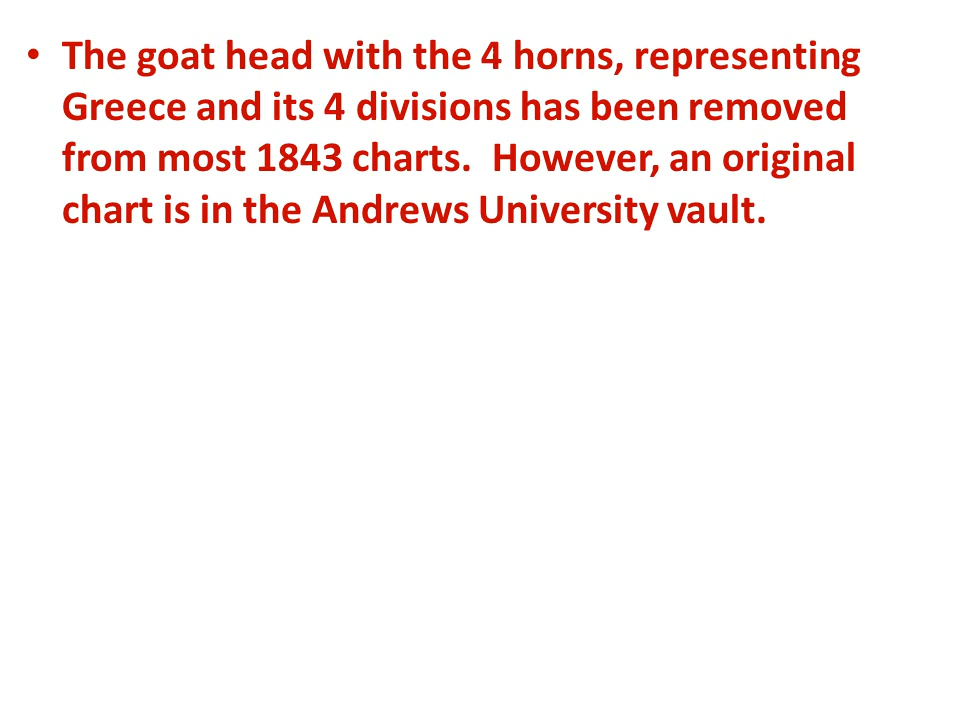 • The goat head with the 4 horns, representing
Greece and its 4 divisions has been removed
from most 1843 charts.  However, an original
chart is in the Andrews University vault.